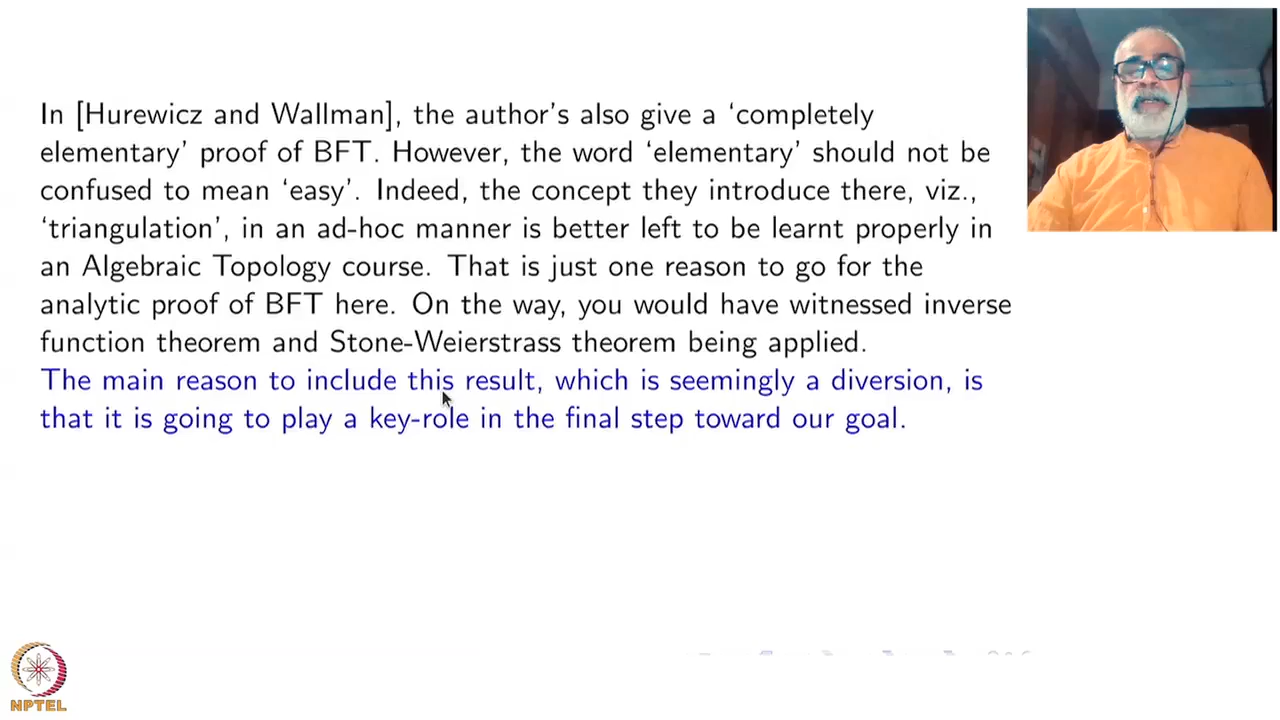 In [Hurewicz and Wallman], the author's also give a ‘completely
elementary’ proof of BFT. However, the word ‘elementary’ should not be
confused to mean ‘easy’. Indeed, the concept they introduce there, viz.,
‘triangulation’, in an ad-hoc manner is better left to be learnt properly in
an Algebraic Topology course. That is just one reason to go for the
analytic proof of BFT here. On the way, you would have witnessed inverse
function theorem and Stone-Weierstrass theorem being applied.
The main reason to include this result, which is seemingly a diversion, is
that it is going to play a key-role in the final step toward our goal.
NPTEL